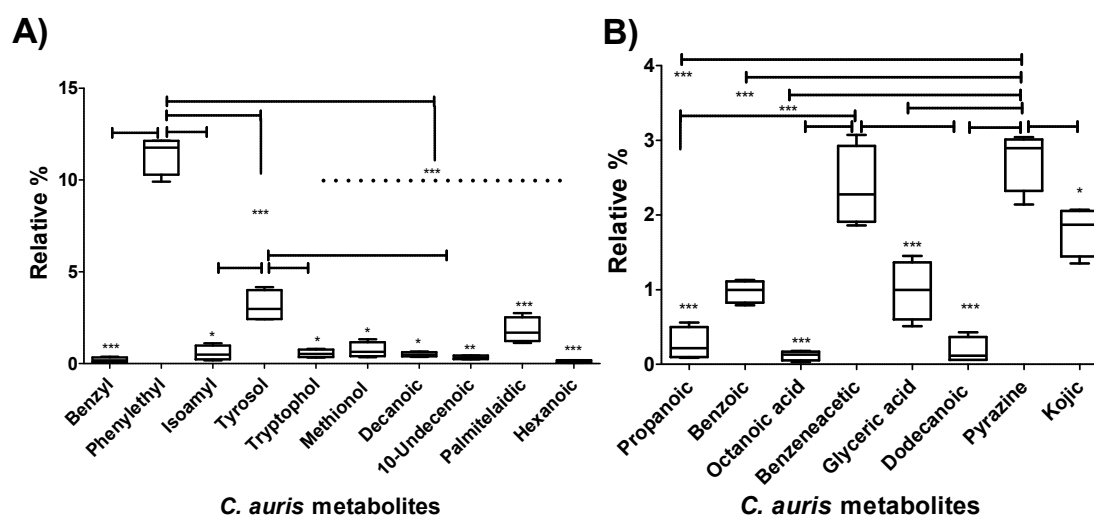 A)
15
10
5
0
Relative %
***
***
*
***
*
*
*
**
***
***
Benzyl
Phenylethyl
Isoamyl
Tyrosol
Tryptophol
Methionol
Decanoic
10-Undecenoic
Palmitelaidic
Hexanoic
C. auris metabolites
B)
4
3
2
1
0
Relative %
***
***
***
***
***
***
***
*
Propanoic
Benzoic
Octanoic acid
Benzeneacetic
Glyceric acid
Dodecanoic
Pyrazine
Kojic
C. auris metabolites